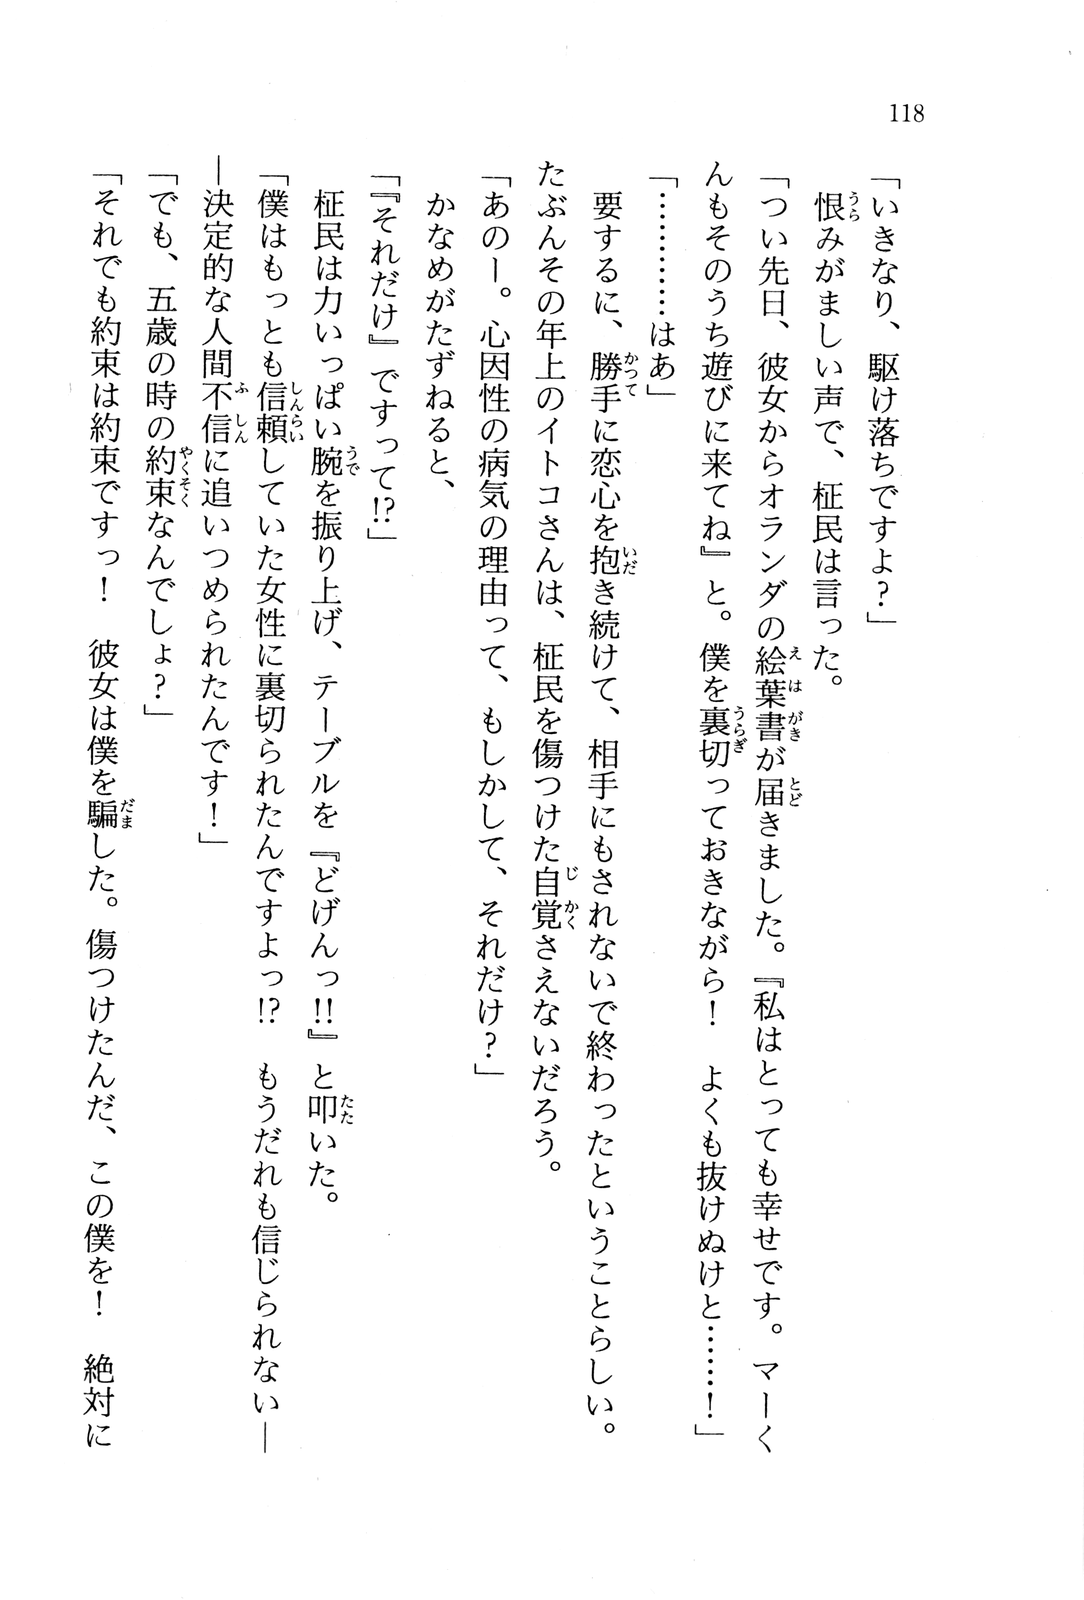 118
「いきなり、駆け落ちですよ？」
恨みがましい声で、柾民は言った。
「つい先日、彼女からオランダの絵葉書が届きました。『私はとっても幸せです。マーく
んもそのうち遊びに来てね』と。僕を裏切っておきながら！　よくも抜けぬけと……！」
「…………はあ」
要するに、勝手に恋心を抱き続けて、相手にもされないで終わったということらしい。
たぶんその年上のイトコさんは、柾民を傷つけた自覚さえないだろう。
「あのー。心因性の病気の理由って、もしかして、それだけ？」
かなめがたずねると、
「『それだけ』ですって!?」
柾民は力いっぱい腕を振り上げ、テーブルを『どげんっ!!』と叩いた。
「僕はもっとも信頼していた女性に裏切られたんですよっ!?　もうだれも信じられない―
―決定的な人間不信に追いつめられたんです！」
「でも、五歳の時の約束なんでしょ？」
「それでも約束は約束ですっ！　彼女は僕を騙した。傷つけたんだ、この僕を！　絶対に